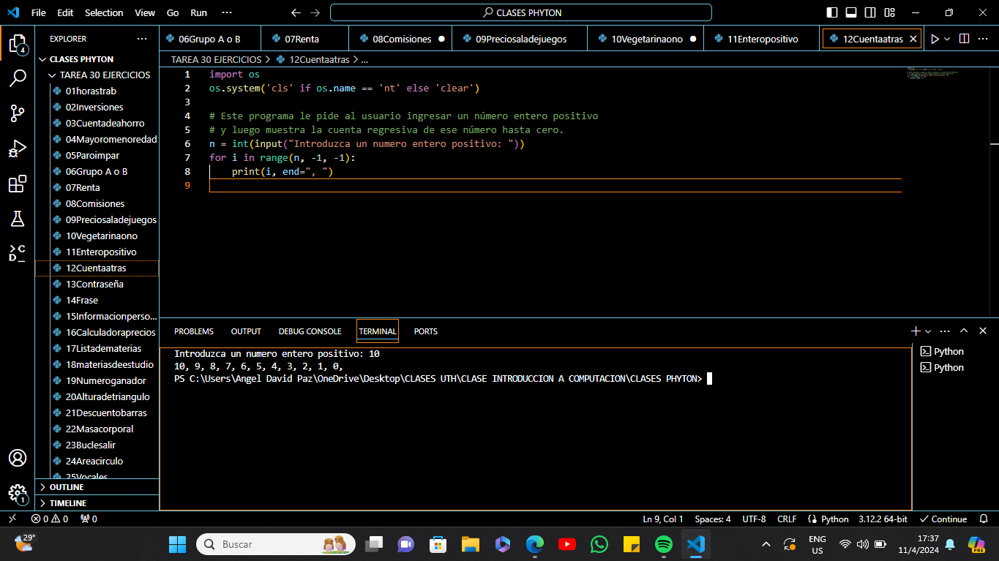 File Edit Selection View Go Run ··· CLASES PHYTON
EXPLORER ···
CLASES PHYTON
TAREA 30 EJERCICIOS
01horastrab
02Inversiones
03Cuentadeahorro
04Mayoromenoredad
05Paroimpar
06Grupo A o B
07Renta
08Comisiones
09Preciosaladejuegos
10Vegetarinaono
11Enteropositivo
12Cuentaatras
13Contraseña
14Frase
15Informacionperso...
16Calculadoraprecios
17Listadematerias
18materiasdeestudio
19Numeroganador
20Alturadetriangulo
21Descuentobarras
22Masacorporal
23Buclesalir
24Areacirculo
25Vocales
OUTLINE
TIMELINE
4
1
06Grupo A o B 07Renta 08Comisiones 09Preciosaladejuegos 10Vegetarinaono 11Enteropositivo 12Cuentaatras
TAREA 30 EJERCICIOS > 12Cuentaatras > ...
1 import os
2 os.system('cls' if os.name == 'nt' else 'clear')
3
4 # Este programa le pide al usuario ingresar un número entero positivo
5 # y luego muestra la cuenta regresiva de ese número hasta cero.
6 n = int(input("Introduzca un numero entero positivo: "))
7 for i in range(n, -1, -1):
8 print(i, end=", ")
9
PROBLEMS OUTPUT DEBUG CONSOLE TERMINAL PORTS
Introduzca un numero entero positivo: 10
10, 9, 8, 7, 6, 5, 4, 3, 2, 1, 0,
PS C:\Users\Angel David Paz\OneDrive\Desktop\CLASES UTH\CLASE INTRODUCCION A COMPUTACION\CLASES PHYTON>
Python
Python
0 0 0 Ln 9, Col 1 Spaces: 4 UTF-8 CRLF Python 3.12.2 64-bit Continue
29° Buscar ENG US 17:37 11/4/2024 PRE